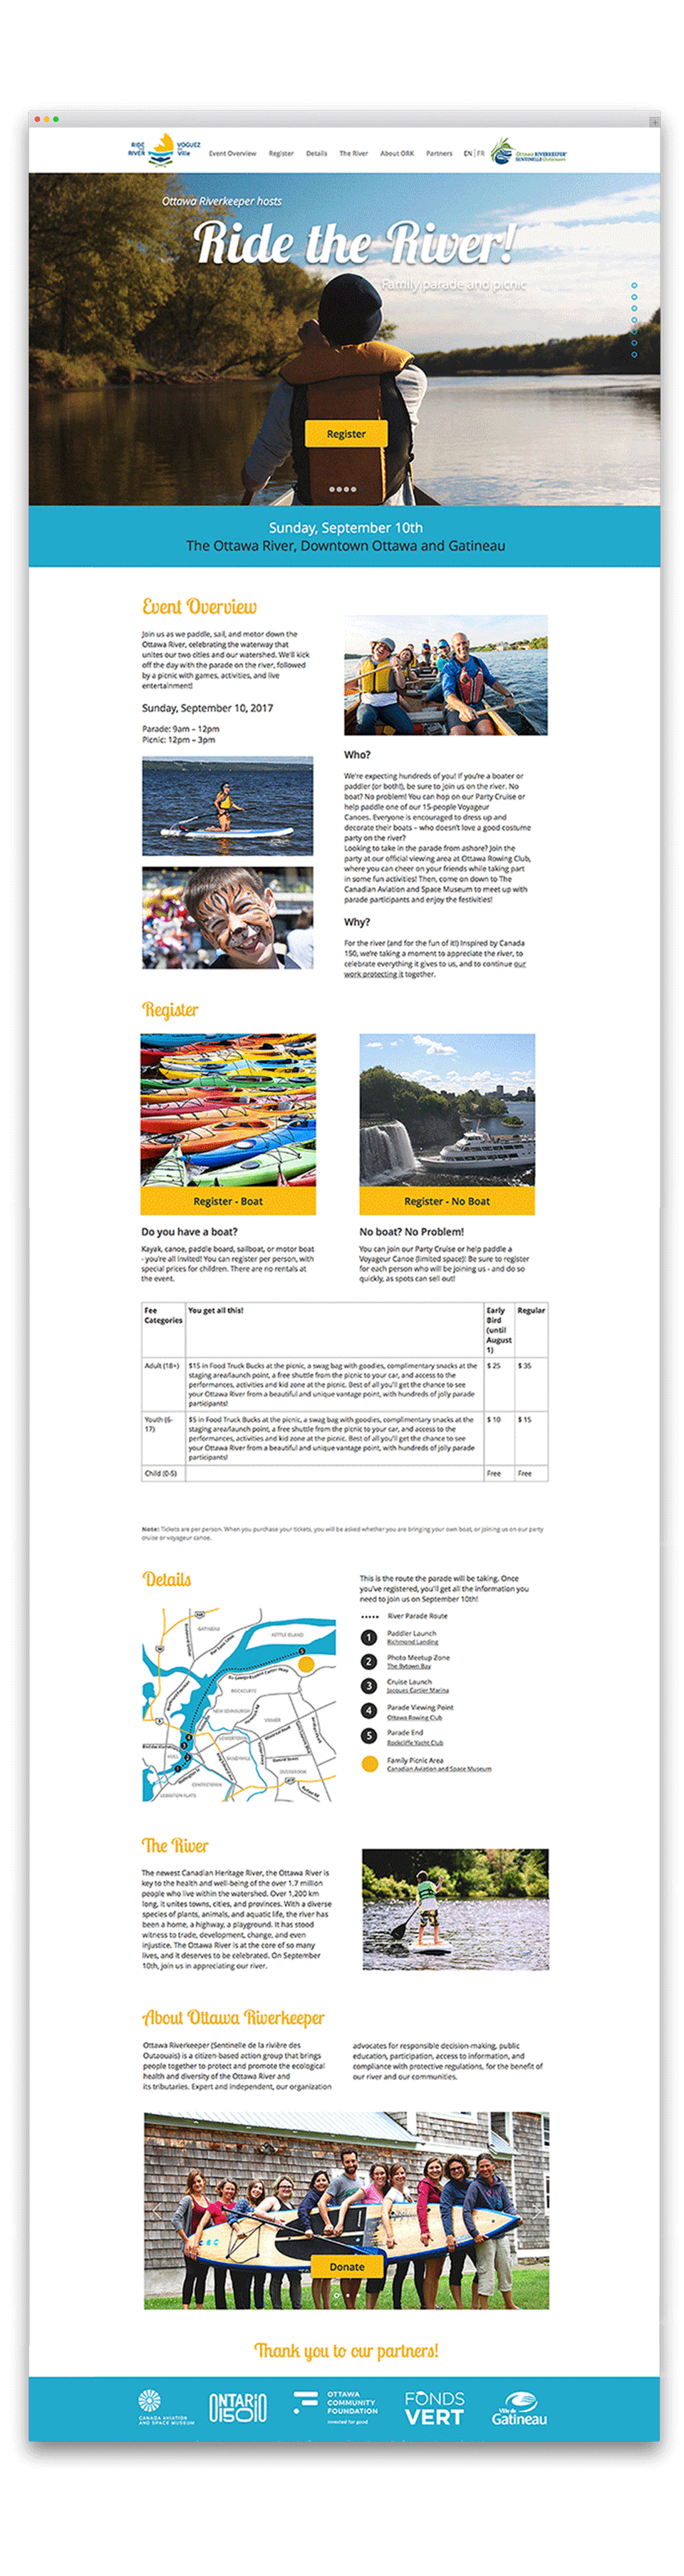 RIDE THE RIVER
VOGUEZ EN Ville
Event Overview
Register
Details
The River
About ORK
Partners
EN | FR
Ottawa RIVERKEEPER
SENTINELLE Outaouais
Ottawa Riverkeeper hosts
Ride the River!
Family parade and picnic
Register
Sunday, September 10th
The Ottawa River, Downtown Ottawa and Gatineau
Event Overview
Join us as we paddle, sail, and motor down the
Ottawa River, celebrating the waterway that
unites our two cities and our watershed. We'll kick
off the day with the parade on the river, followed
by a picnic with games, activities, and live
entertainment!
Sunday, September 10, 2017
Parade: 9am – 12pm
Picnic: 12pm – 3pm
Who?
We're expecting hundreds of you! If you're a boater or
paddler (or both!), be sure to join us on the river. No
boat? No problem! You can hop on our Party Cruise or
help paddle one of our 15-people Voyageur
Canoes. Everyone is encouraged to dress up and
decorate their boats – who doesn't love a good costume
party on the river?
Looking to take in the parade from ashore? Join the
party at our official viewing area at Ottawa Rowing Club,
where you can cheer on your friends while taking part
in some fun activities! Then, come on down to The
Canadian Aviation and Space Museum to meet up with
parade participants and enjoy the festivities!
Why?
For the river (and for the fun of it!) Inspired by Canada
150, we're taking a moment to appreciate the river, to
celebrate everything it gives to us, and to continue our
work protecting it together.
Register
Register - Boat
Do you have a boat?
Kayak, canoe, paddle board, sailboat, or motor boat
- you're all invited! You can register per person, with
special prices for children. There are no rentals at
the event.
Register - No Boat
No boat? No Problem!
You can join our Party Cruise or help paddle a
Voyageur Canoe (limited space)! Be sure to register
for each person who will be joining us - and do so
quickly, as spots can sell out!
Fee Categories
You get all this!
Early Bird (until August 1)
Regular
Adult (18+)
$15 in Food Truck Bucks at the picnic, a swag bag with goodies, complimentary snacks at the
staging area/launch point, a free shuttle from the picnic to your car, and access to the
performances, activities and kid zone at the picnic. Best of all you'll get the chance to see
your Ottawa River from a beautiful and unique vantage point, with hundreds of jolly parade
participants!
$ 25
$ 35
Youth (6-17)
$5 in Food Truck Bucks at the picnic, a swag bag with goodies, complimentary snacks at the
staging area/launch point, a free shuttle from the picnic to your car, and access to the
performances, activities and kid zone at the picnic. Best of all you'll get the chance to see
your Ottawa River from a beautiful and unique vantage point, with hundreds of jolly parade
participants!
$ 10
$ 15
Child (0-5)
Free
Free
Note: Tickets are per person. When you purchase your tickets, you will be asked whether you are bringing your own boat, or joining us on our party
cruise or voyageur canoe.
Details
GATINEAU
KETTLE ISLAND
ROCKCLIFFE
NEW EDINBURGH
VANIER
LOWERTOWN
SANDY HILL
OVERBROOK
HULL
CENTRETOWN
LEBRETON FLATS
This is the route the parade will be taking. Once
you've registered, you'll get all the information you
need to join us on September 10th!
River Parade Route
1 Paddler Launch
Richmond Landing
2 Photo Meetup Zone
The Bytown Bay
3 Cruise Launch
Jacques Cartier Marina
4 Parade Viewing Point
Ottawa Rowing Club
5 Parade End
Rockcliffe Yacht Club
Family Picnic Area
Canadian Aviation and Space Museum
The River
The newest Canadian Heritage River, the Ottawa River is
key to the health and well-being of the over 1.7 million
people who live within the watershed. Over 1,200 km
long, it unites towns, cities, and provinces. With a diverse
species of plants, animals, and aquatic life, the river has
been a home, a highway, a playground. It has stood
witness to trade, development, change, and even
injustice. The Ottawa River is at the core of so many
lives, and it deserves to be celebrated. On September
10th, join us in appreciating our river.
About Ottawa Riverkeeper
Ottawa Riverkeeper (Sentinelle de la rivière des
Outaouais) is a citizen-based action group that brings
people together to protect and promote the ecological
health and diversity of the Ottawa River and
its tributaries. Expert and independent, our organization
advocates for responsible decision-making, public
education, participation, access to information, and
compliance with protective regulations, for the benefit of
our river and our communities.
Donate
Thank you to our partners!
CANADA AVIATION
AND SPACE MUSEUM
ONTARIO
150
OTTAWA
COMMUNITY
FOUNDATION
Invested for good
FONDS
VERT
Ville de
Gatineau